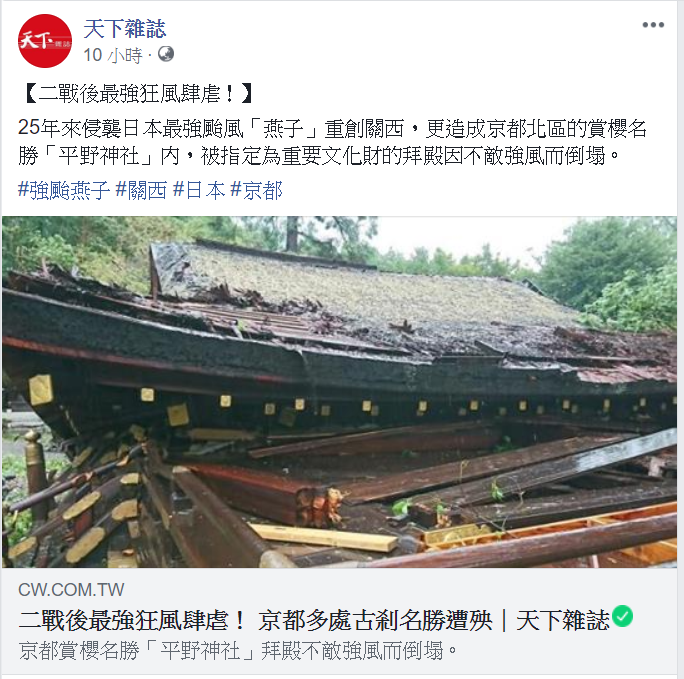 天下雜誌
天下雜誌
10 小時 ·
【二戰後最強狂風肆虐！】
25年來侵襲日本最強颱風「燕子」重創關西，更造成京都北區的賞櫻名
勝「平野神社」內，被指定為重要文化財的拜殿因不敵強風而倒塌。
#強颱燕子 #關西 #日本 #京都
CW.COM.TW
二戰後最強狂風肆虐！ 京都多處古剎名勝遭殃｜天下雜誌
京都賞櫻名勝「平野神社」拜殿不敵強風而倒塌。